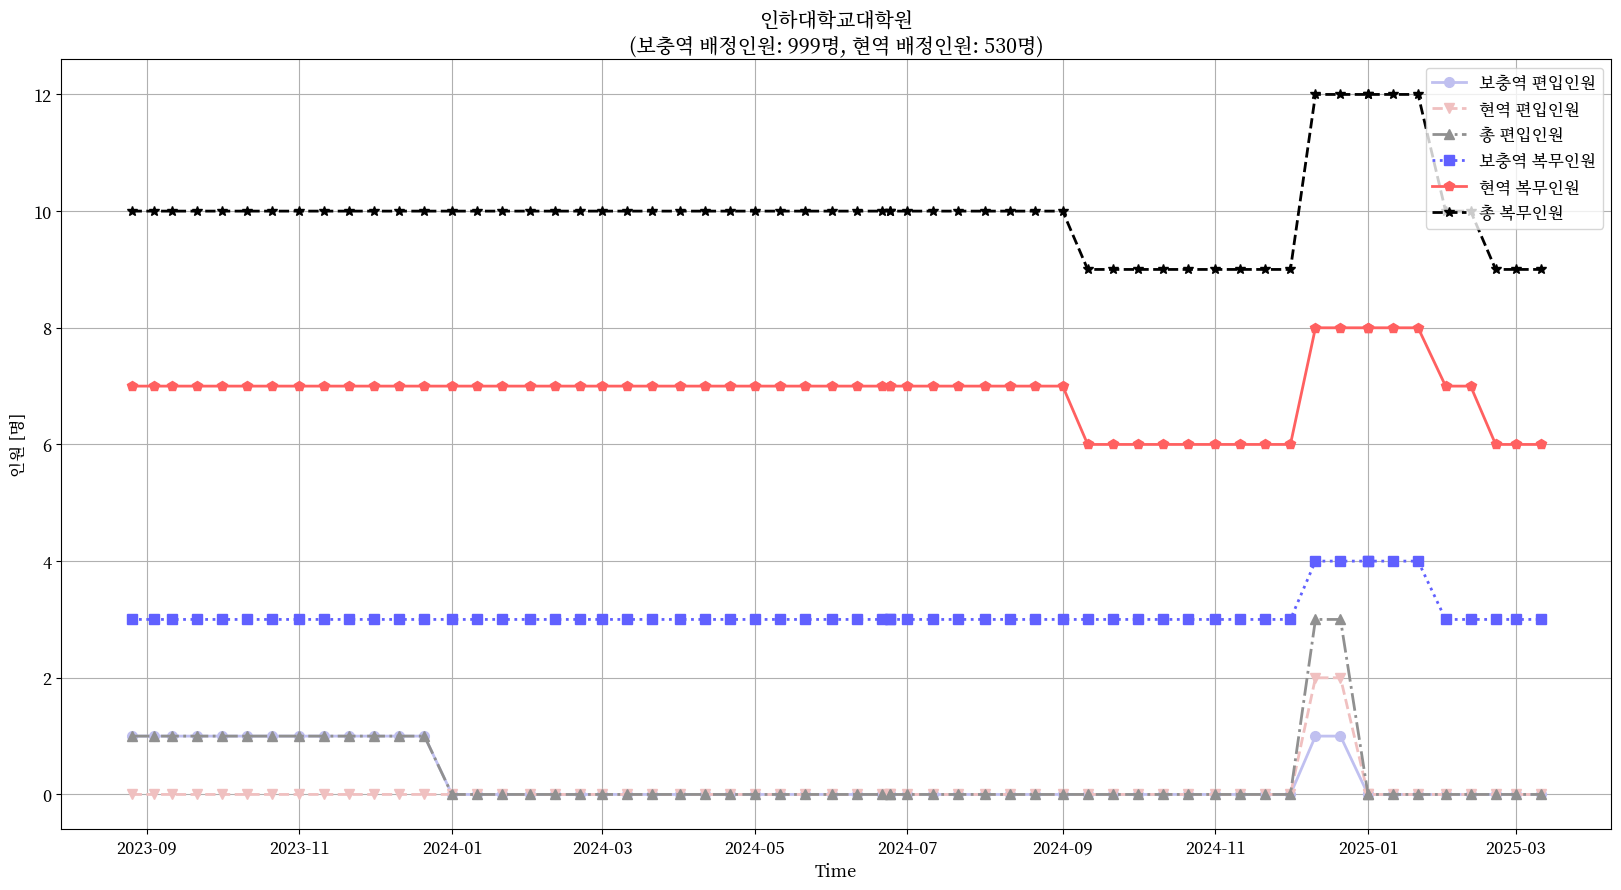 인하대학교대학원
(보충역 배정인원: 999명, 현역 배정인원: 530명)
보충역 편입인원
현역 편입인원
총 편입인원
보충역 복무인원
현역 복무인원
총 복무인원
인원 [명]
12
10
8
6
4
2
0
2023-09 2023-11 2024-01 2024-03 2024-05 2024-07 2024-09 2024-11 2025-01 2025-03
Time